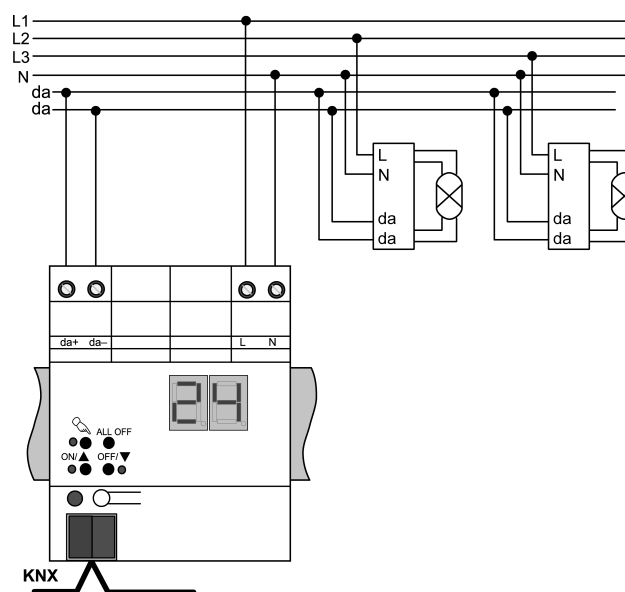 L1
L2
L3
N
da
da
L
N
da
da
L
N
da
da
da+ da– L N
24
ALL OFF
ON/▲ OFF/▼
KNX